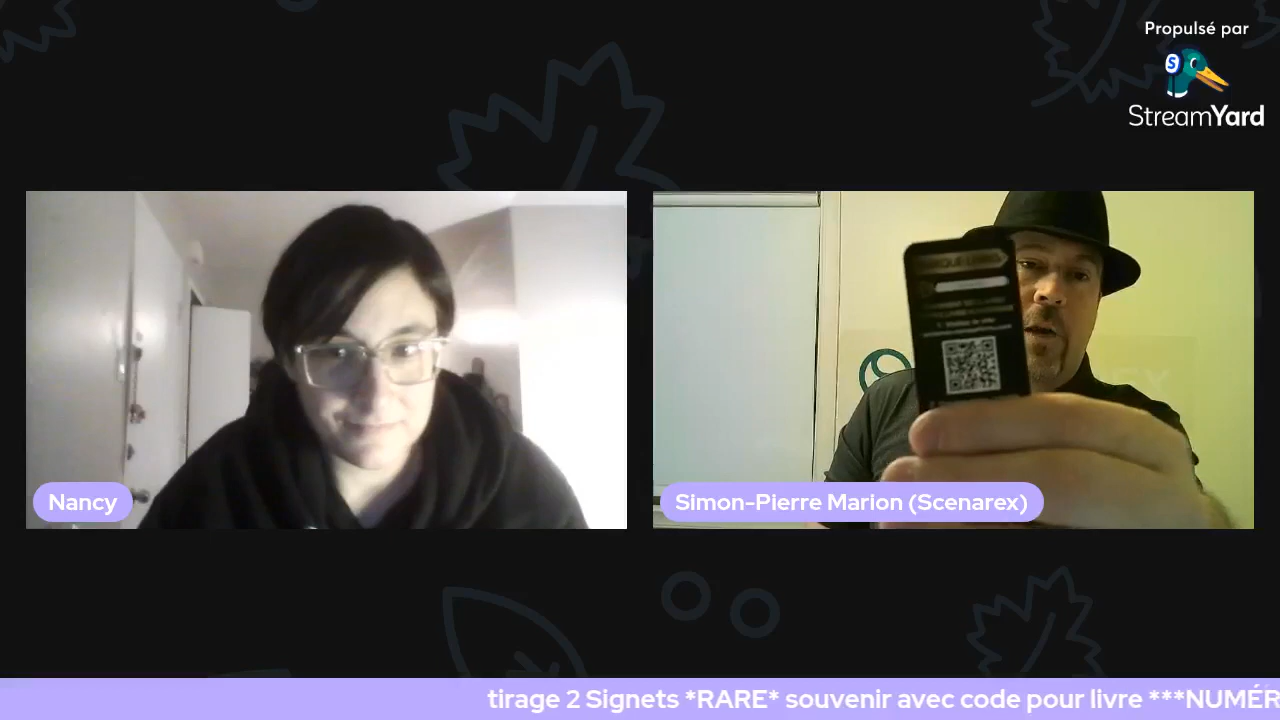 Propulsé par
StreamYard
Nancy
Simon-Pierre Marion (Scenarex)
tirage 2 Signets *RARE* souvenir avec code pour livre ***NUMÉR